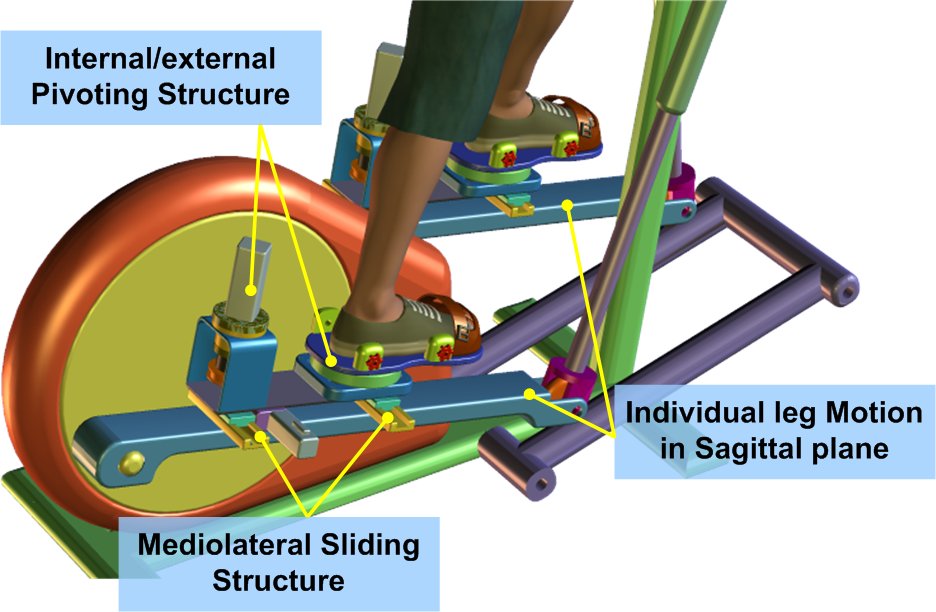 Internal/external
Pivoting Structure
Individual leg Motion
in Sagittal plane
Mediolateral Sliding
Structure